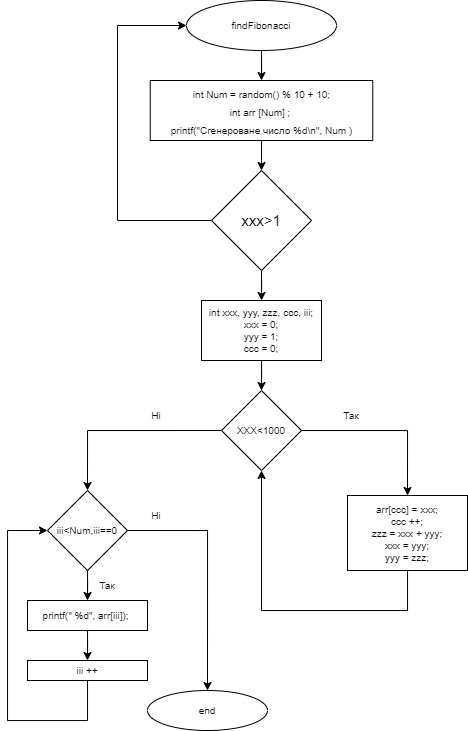 findFibonacci
int Num = random() % 10 + 10;
int arr [Num] ;
printf("Сгенероване число %d\n", Num )
xxx>1
int xxx, yyy, zzz, ccc, iii;
xxx = 0;
yyy = 1;
ccc = 0;
XXX<1000
Ні
Так
arr[ccc] = xxx;
ccc ++;
zzz = xxx + yyy;
xxx = yyy;
yyy = zzz;
iii<Num,iii==0
Ні
Так
printf(" %d", arr[iii]);
iii ++
end